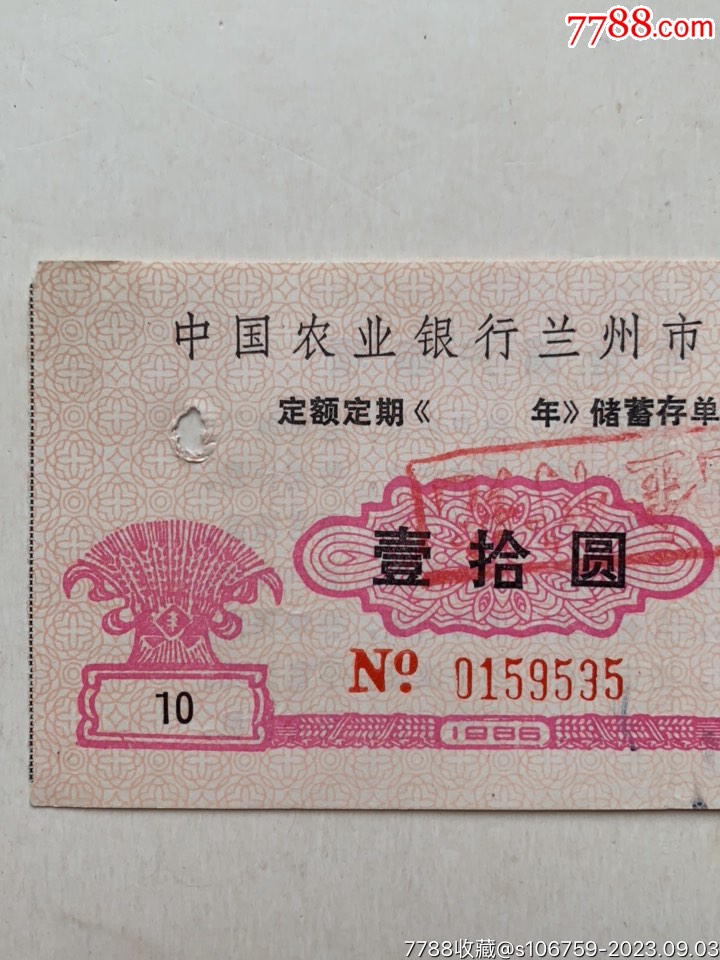 7788.com
中国农业银行兰州市
定额定期《 年》储蓄存单
壹拾圆
№ 0159535
10
1986
7788收藏@s106759-2023.09.03